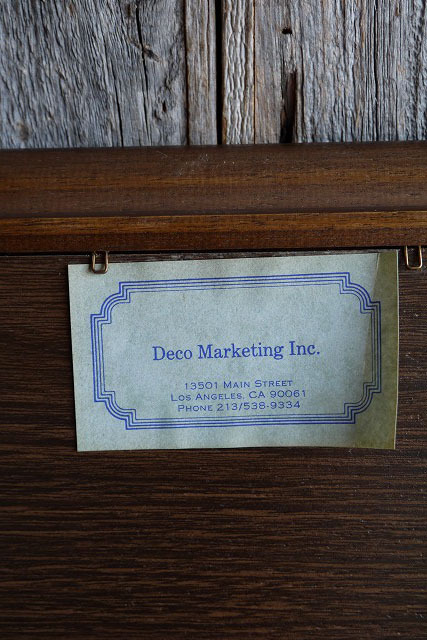 Deco Marketing Inc.
13501 Main Street
Los Angeles, CA 90061
Phone 213/538-9334